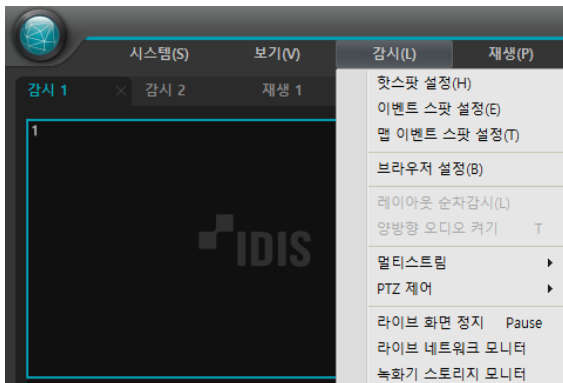 시스템(S) 보기(V) 감시(L) 재생(P)
감시 1 × 감시 2 재생 1
1
IDIS
핫스팟 설정(H)
이벤트 스팟 설정(E)
맵 이벤트 스팟 설정(T)
브라우저 설정(B)
레이아웃 순차감시(L)
양방향 오디오 켜기 T
멀티스트림
PTZ 제어
라이브 화면 정지 Pause
라이브 네트워크 모니터
녹화기 스토리지 모니터